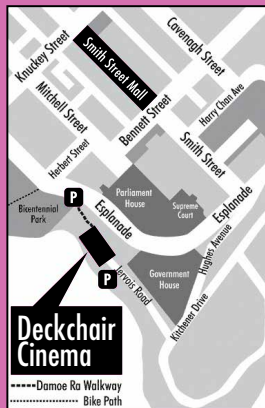 Knuckey Street
Smith Street Mall
Cavenagh Street
Mitchell Street
Bennett Street
Harry Chan Ave
Herbert Street
Smith Street
P
Parliament
House
Supreme
Court
Bicentennial
Park
Esplanade
Esplanade
P
Jervois Road
Government
House
Hughes Avenue
Kitchener Drive
Deckchair
Cinema
Damoe Ra Walkway
Bike Path